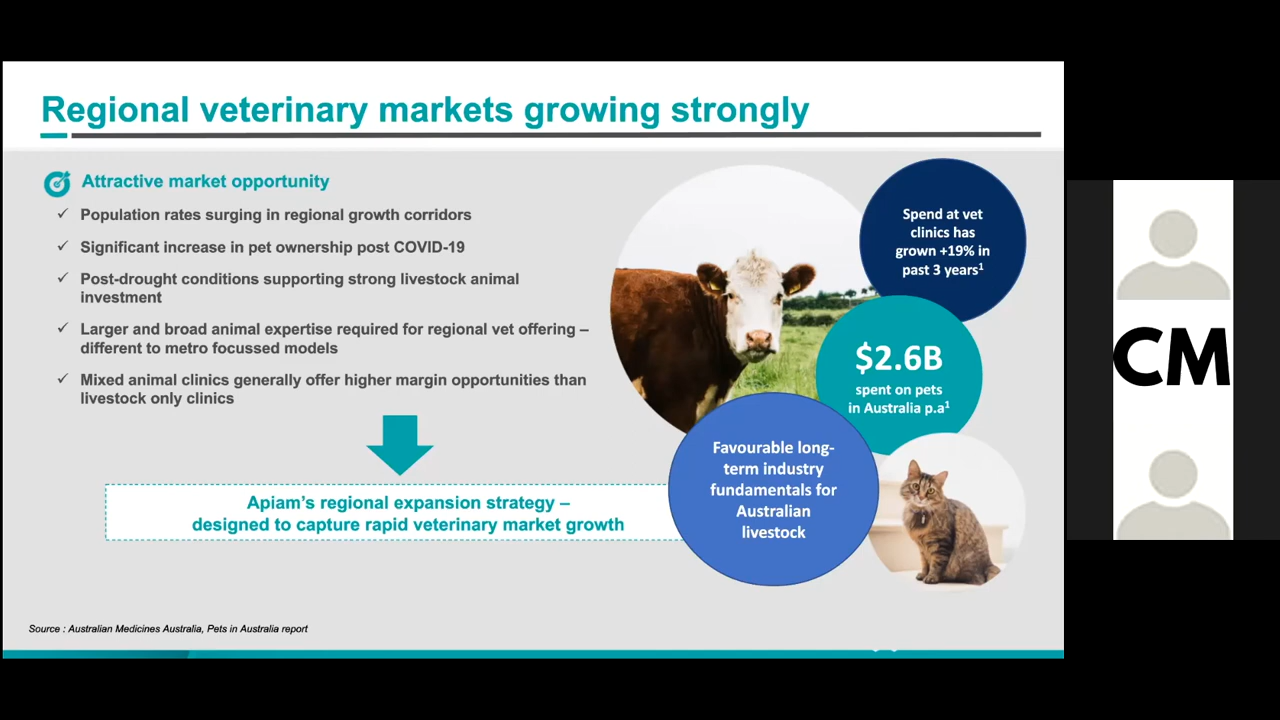 Regional veterinary markets growing strongly
Attractive market opportunity
✓ Population rates surging in regional growth corridors
✓ Significant increase in pet ownership post COVID-19
✓ Post-drought conditions supporting strong livestock animal
investment
✓ Larger and broad animal expertise required for regional vet offering –
different to metro focussed models
✓ Mixed animal clinics generally offer higher margin opportunities than
livestock only clinics
Apiam's regional expansion strategy –
designed to capture rapid veterinary market growth
Spend at vet
clinics has
grown +19% in
past 3 years¹
$2.6B
spent on pets
in Australia p.a¹
Favourable long-
term industry
fundamentals for
Australian
livestock
Source : Australian Medicines Australia, Pets in Australia report
CM